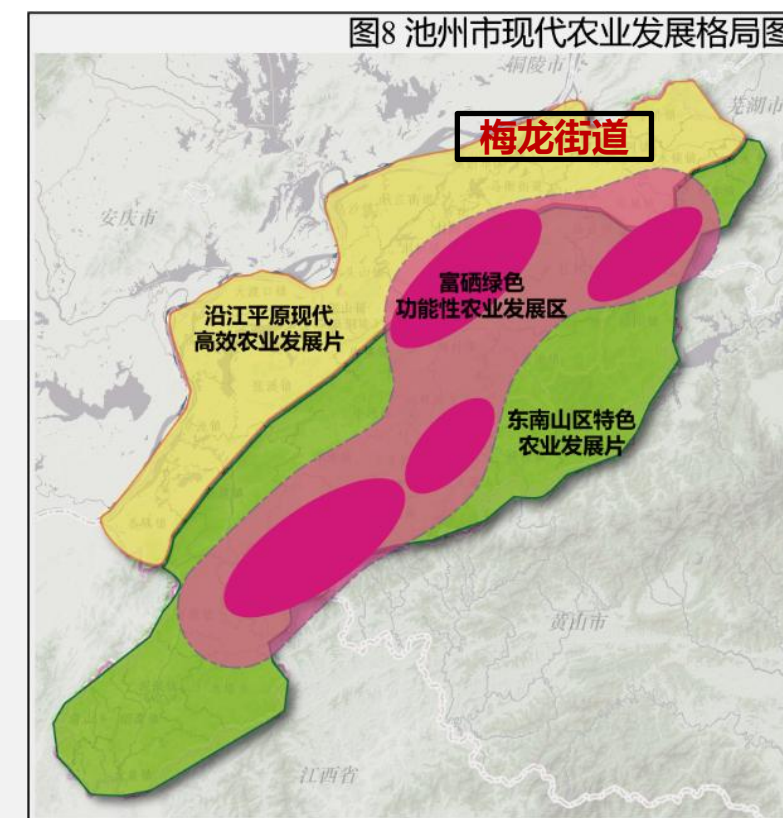 图8 池州市现代农业发展格局图
铜陵市
芜湖市
梅龙街道
安庆市
富硒绿色
功能性农业发展区
沿江平原现代
高效农业发展片
东南山区特色
农业发展片
黄山市
江西省